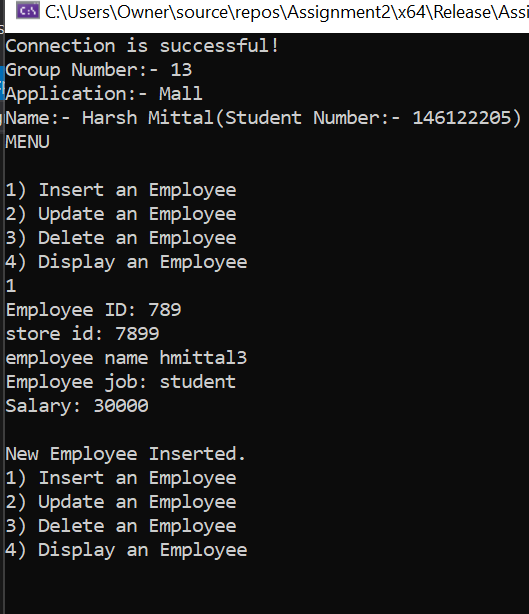 C:\Users\Owner\source\repos\Assignment2\x64\Release\Assi
Connection is successful!
Group Number:- 13
Application:- Mall
Name:- Harsh Mittal(Student Number:- 146122205)
MENU
1) Insert an Employee
2) Update an Employee
3) Delete an Employee
4) Display an Employee
1
Employee ID: 789
store id: 7899
employee name hmittal3
Employee job: student
Salary: 30000
New Employee Inserted.
1) Insert an Employee
2) Update an Employee
3) Delete an Employee
4) Display an Employee